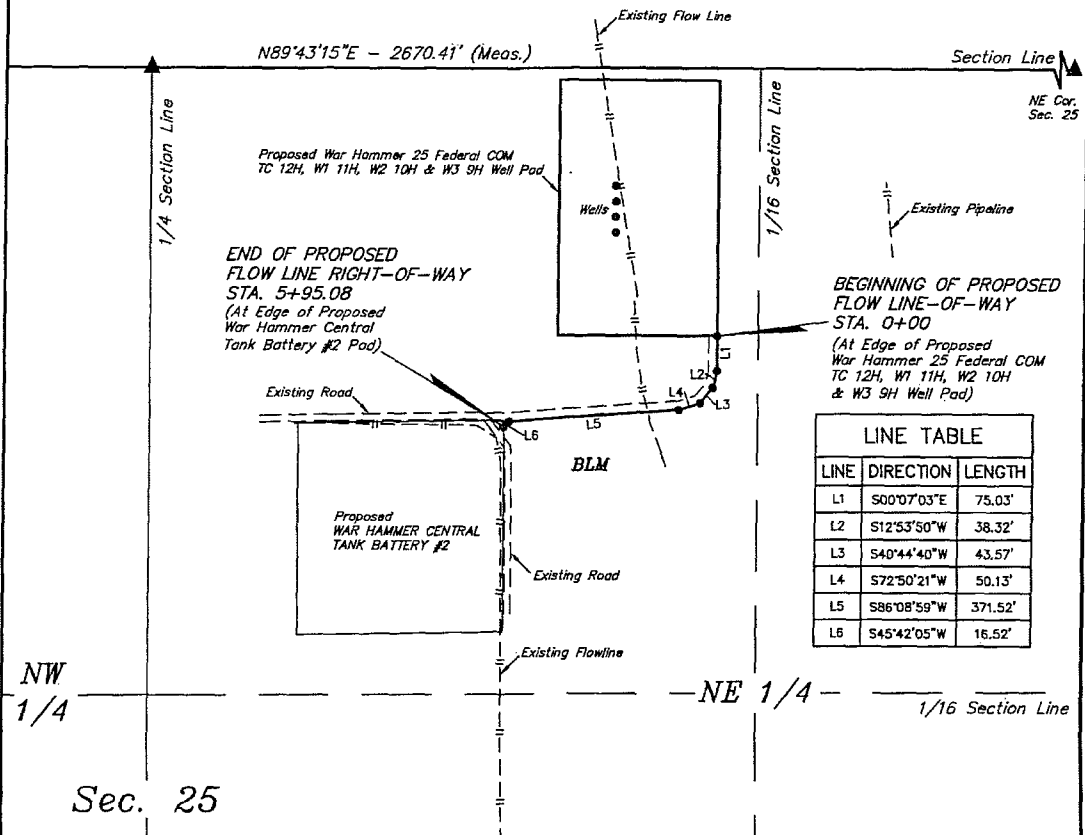 Existing Flow Line
N89°43'15"E - 2670.41' (Meas.)
Section Line
NE Cor.
Sec. 25
1/4 Section Line
Proposed War Hammer 25 Federal COM
TC 12H, W1 11H, W2 10H & W3 9H Well Pad
Wells
1/16 Section Line
Existing Pipeline
END OF PROPOSED
FLOW LINE RIGHT-OF-WAY
STA. 5+95.08
(At Edge of Proposed
War Hammer Central
Tank Battery #2 Pad)
BEGINNING OF PROPOSED
FLOW LINE-OF-WAY
STA. 0+00
(At Edge of Proposed
War Hammer 25 Federal COM
TC 12H, W1 11H, W2 10H
& W3 9H Well Pad)
L1
L2
L3
L4
L5
L6
Existing Road
BLM
Proposed
WAR HAMMER CENTRAL
TANK BATTERY #2
Existing Road
Existing Flowline
LINE TABLE
LINE DIRECTION LENGTH
L1 S00°07'03"E 75.03'
L2 S12°53'50"W 38.32'
L3 S40°44'40"W 43.57'
L4 S72°50'21"W 50.13'
L5 S86°08'59"W 371.52'
L6 S45°42'05"W 16.52'
NW
1/4
NE 1/4
1/16 Section Line
Sec. 25